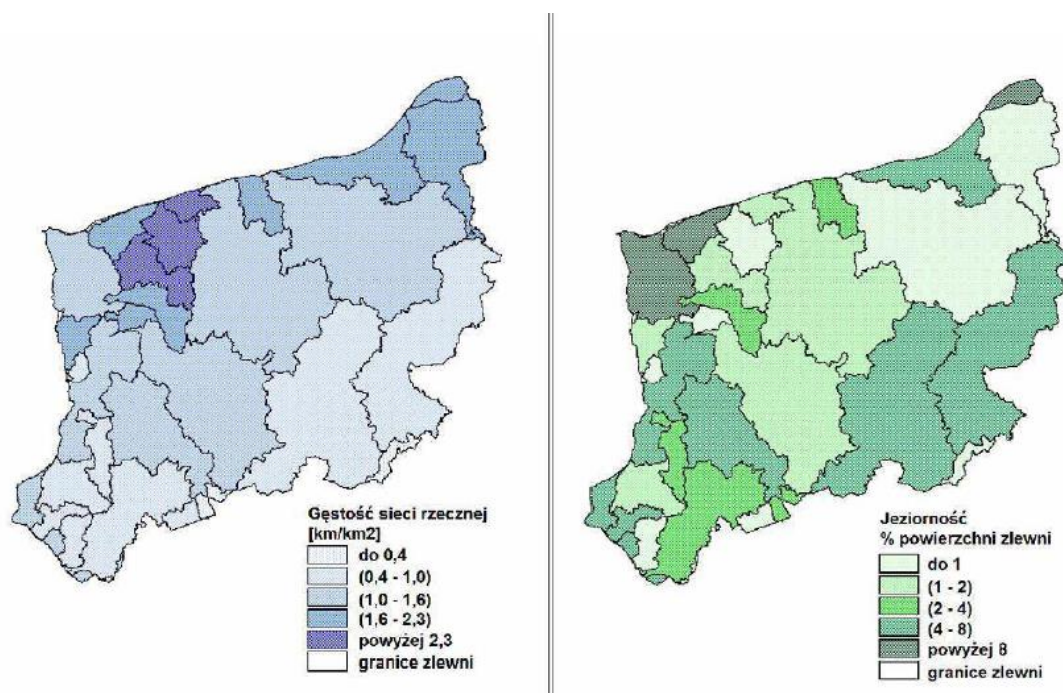 Gęstość sieci rzecznej
[km/km2]
do 0,4
(0,4 - 1,0)
(1,0 - 1,6)
(1,6 - 2,3)
powyżej 2,3
granice zlewni
Jeziorność
% powierzchni zlewni
do 1
(1 - 2)
(2 - 4)
(4 - 8)
powyżej 8
granice zlewni